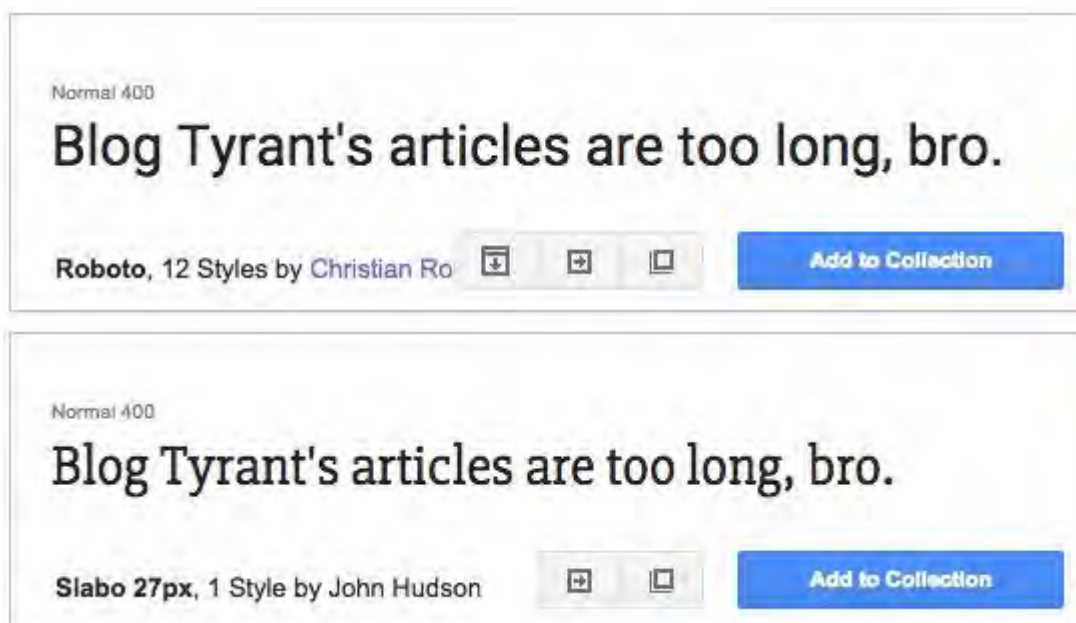 Normal 400
Blog Tyrant's articles are too long, bro.
Roboto, 12 Styles by Christian Ro
Add to Collection
Normal 400
Blog Tyrant's articles are too long, bro.
Slabo 27px, 1 Style by John Hudson
Add to Collection